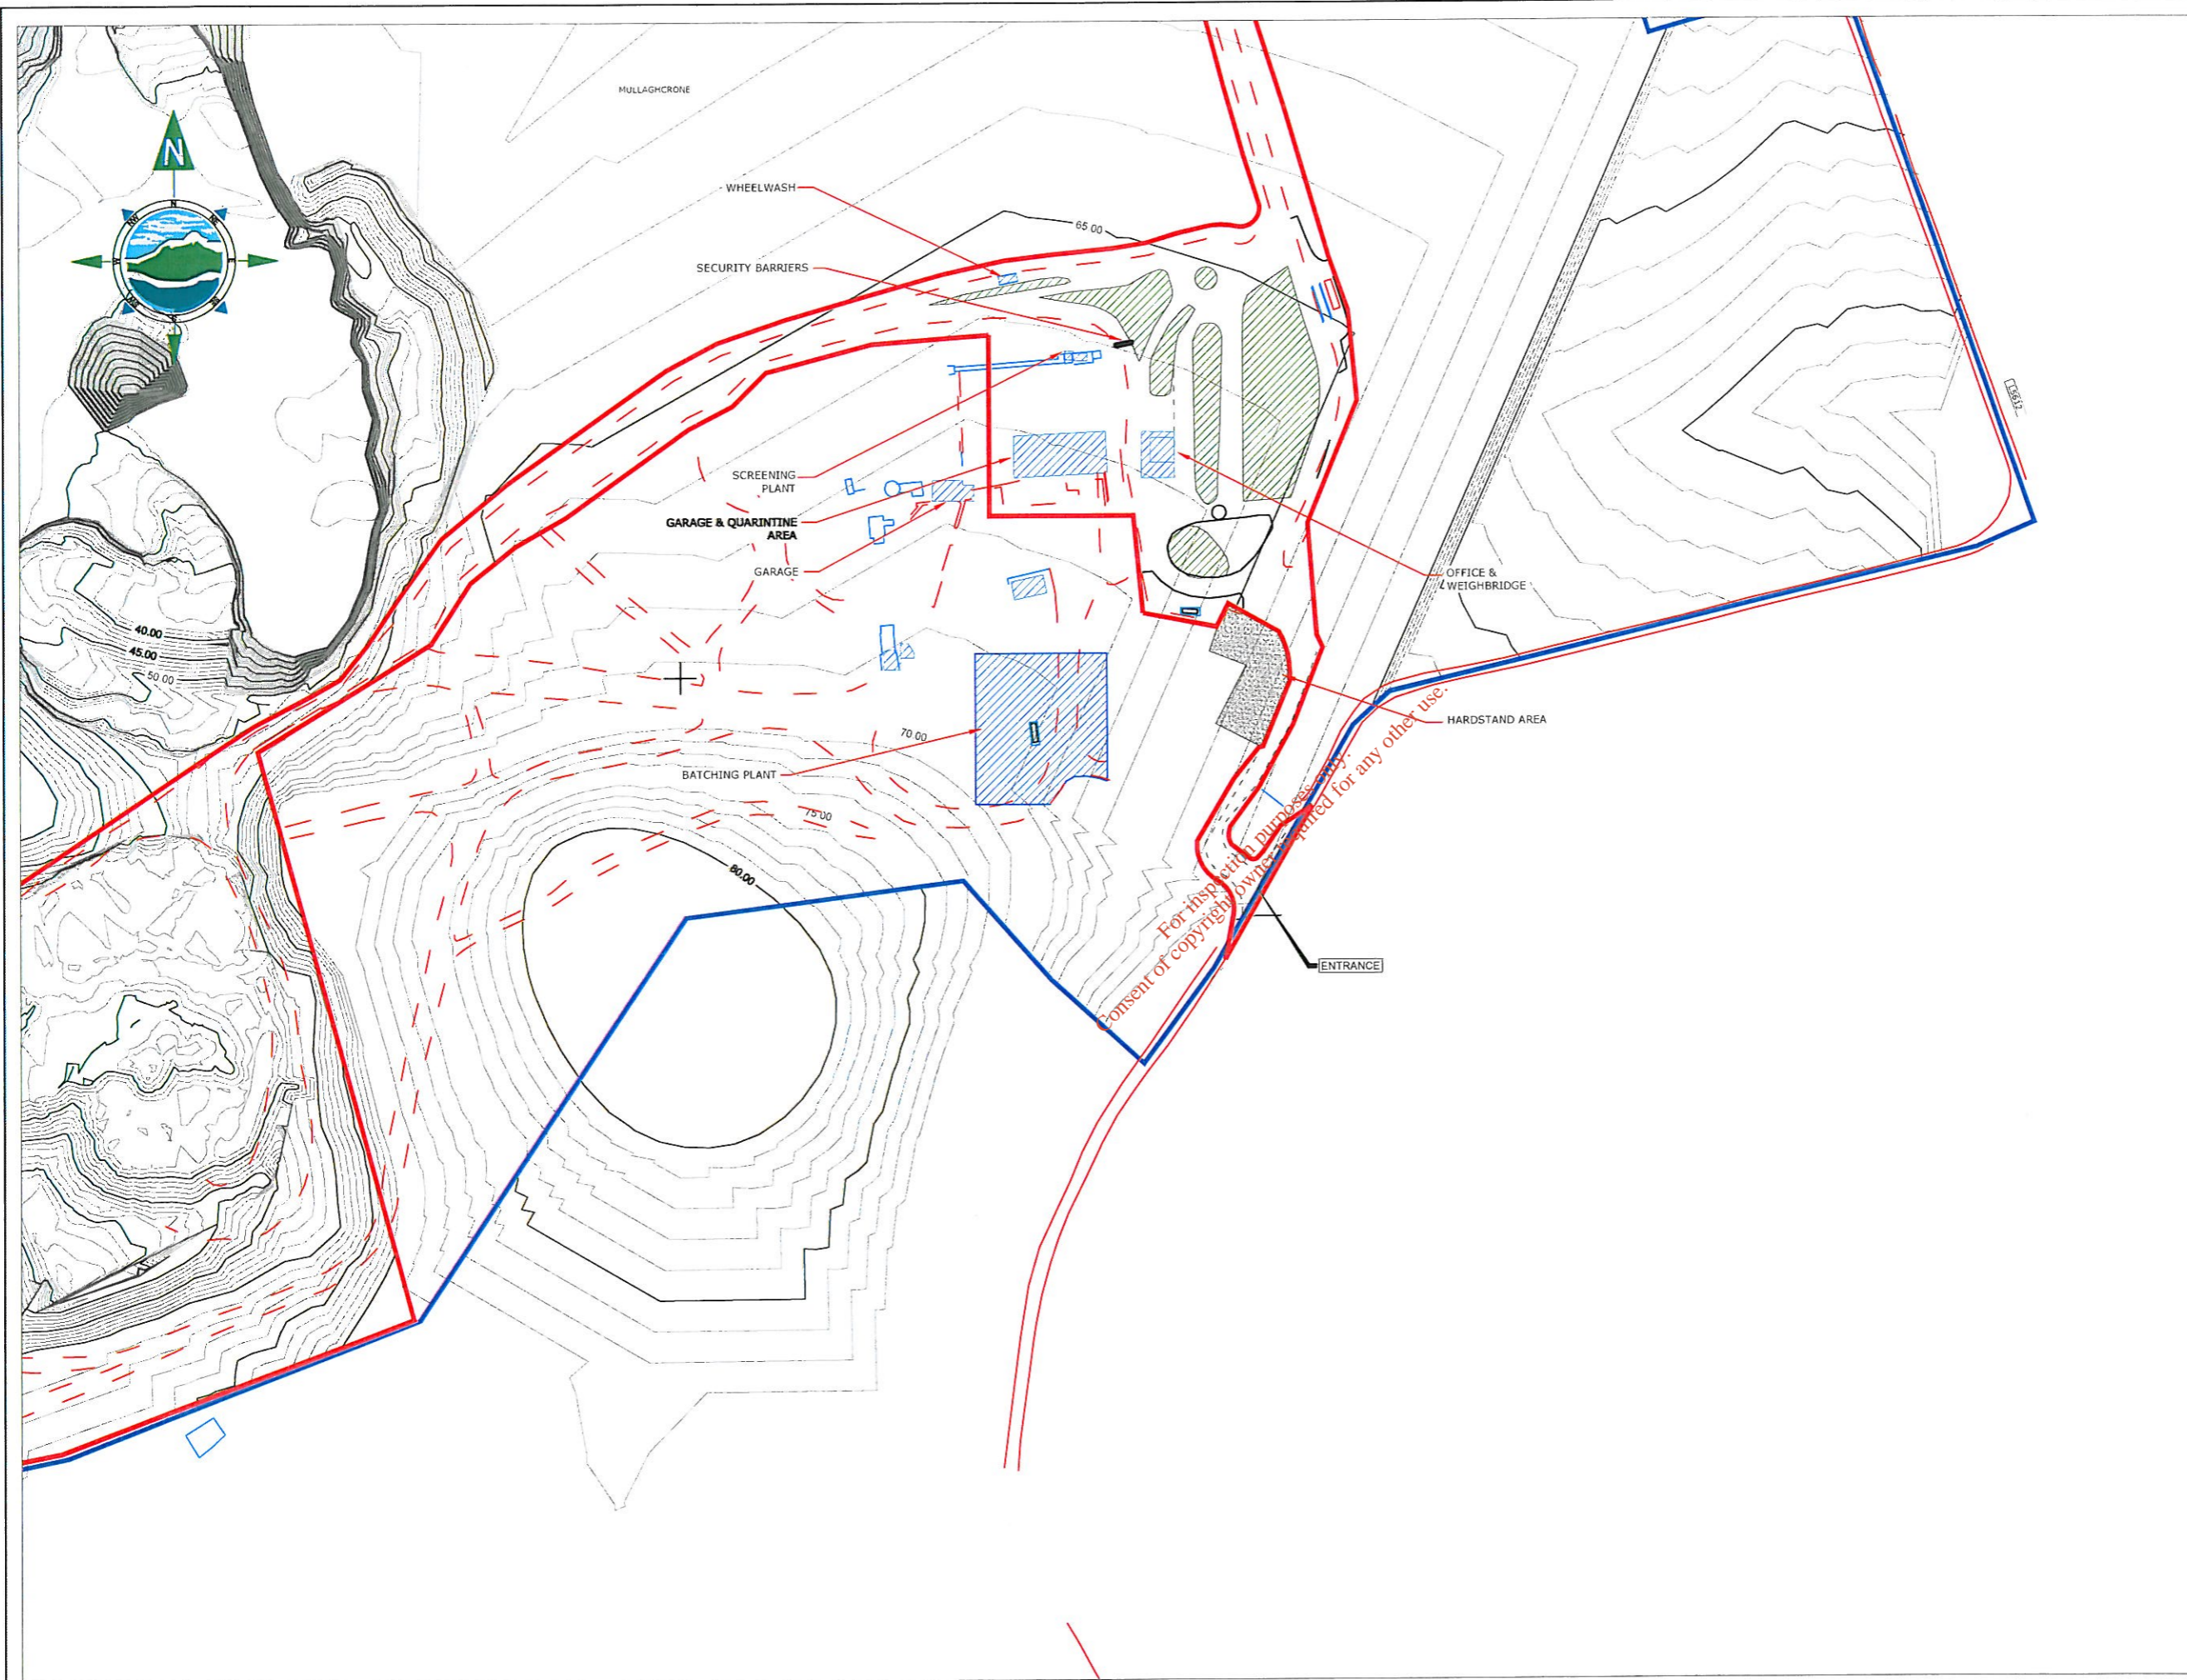 MULLAGHCRONE
N
WHEELWASH
65.00
SECURITY BARRIERS
SCREENING
PLANT
GARAGE & QUARINTINE
AREA
GARAGE
OFFICE &
WEIGHBRIDGE
40.00
45.00
50.00
HARDSTAND AREA
70.00
BATCHING PLANT
75.00
80.00
For inspection purposes only.
Consent of copyright owner required for any other use.
ENTRANCE